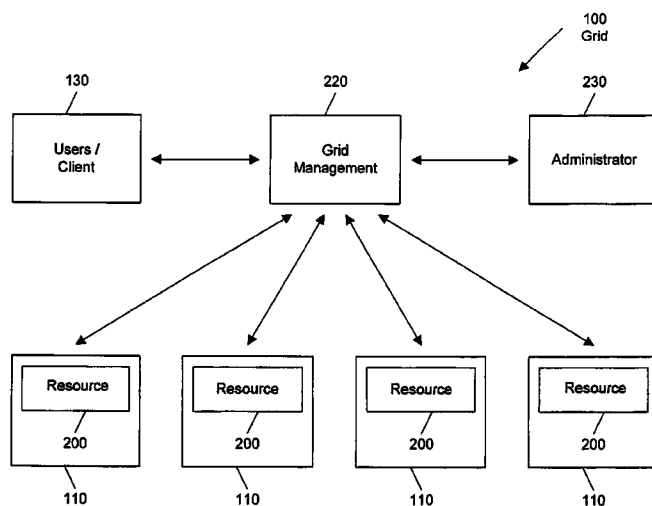 100
Grid
130
220
230
Users /
Client
Grid
Management
Administrator
Resource
Resource
Resource
Resource
200
200
200
200
110
110
110
110